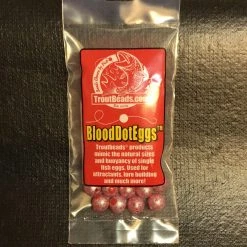 TroutBeads.com
BloodDotEggs™
Troutbeads® products
mimic the natural sizes
and buoyancy of single
fish eggs. Used for
attractants, lure building
and much more!